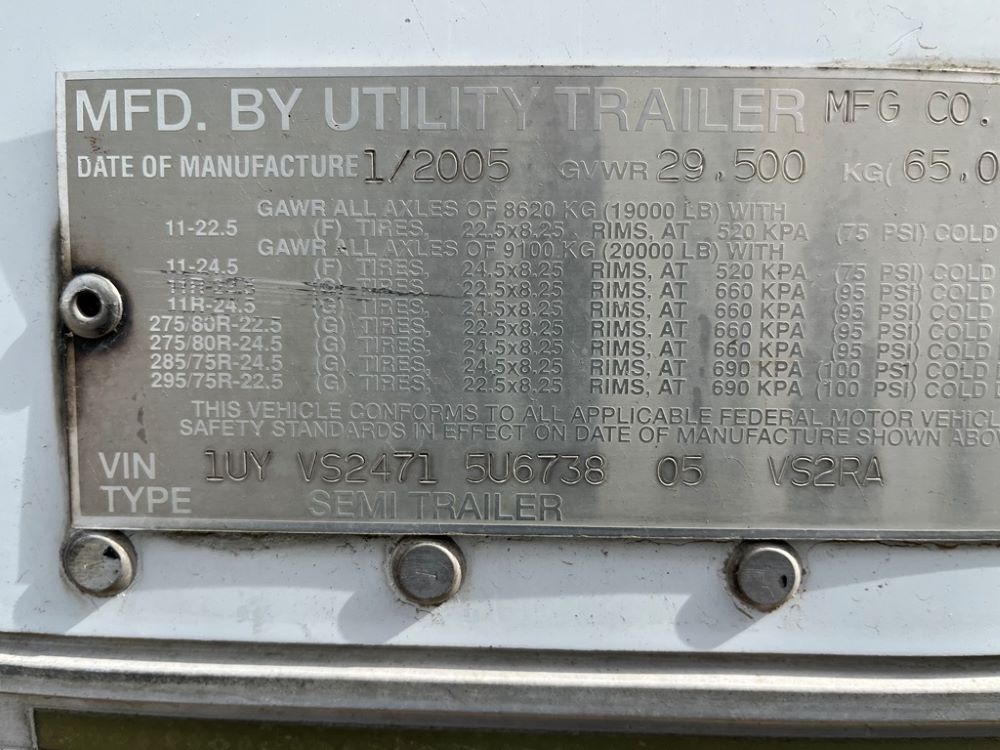 MFD. BY UTILITY TRAILER MFG CO.
DATE OF MANUFACTURE 1/2005 GVWR 29.500 KG( 65.0
GAWR ALL AXLES OF 8620 KG (19000 LB) WITH
11-22.5 (F) TIRES, 22.5x8.25 RIMS, AT 520 KPA (75 PSI) COLD
GAWR ALL AXLES OF 9100 KG (20000 LB) WITH
11-24.5 (F) TIRES, 24.5x8.25 RIMS, AT 520 KPA (75 PSI) COLD
11R-22.5 (G) TIRES, 22.5x8.25 RIMS, AT 660 KPA (95 PSI) COLD
11R-24.5 (G) TIRES, 24.5x8.25 RIMS, AT 660 KPA (95 PSI) COLD
275/80R-22.5 (G) TIRES, 22.5x8.25 RIMS, AT 660 KPA (95 PSI) COLD
275/80R-24.5 (G) TIRES, 24.5x8.25 RIMS, AT 660 KPA (95 PSI) COLD
285/75R-24.5 (G) TIRES, 24.5x8.25 RIMS, AT 690 KPA (100 PSI) COLD
295/75R-22.5 (G) TIRES, 22.5x8.25 RIMS, AT 690 KPA (100 PSI) COLD
THIS VEHICLE CONFORMS TO ALL APPLICABLE FEDERAL MOTOR VEHICL
SAFETY STANDARDS IN EFFECT ON DATE OF MANUFACTURE SHOWN ABOV
VIN 1UY VS2471 5U6738 05 VS2RA
TYPE SEMI TRAILER